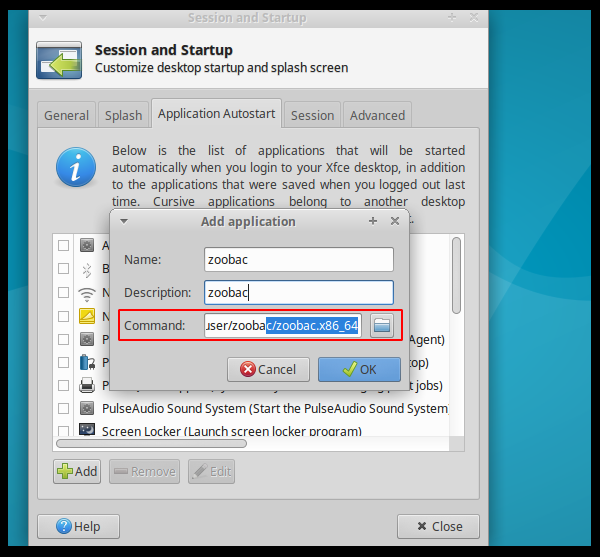 Session and Startup
Session and Startup
Customize desktop startup and splash screen
General Splash Application Autostart Session Advanced
Below is the list of applications that will be started
automatically when you login to your Xfce desktop, in addition
to the applications that were saved when you logged out last
time. Cursive applications belong to another desktop
Add application
Name: zoobac
Description: zoobac
Command: user/zoobac/zoobac.x86_64
Agent)
top)
t jobs)
Cancel OK
PulseAudio Sound System (Start the PulseAudio Sound System)
Screen Locker (Launch screen locker program)
Add Remove Edit
Help Close